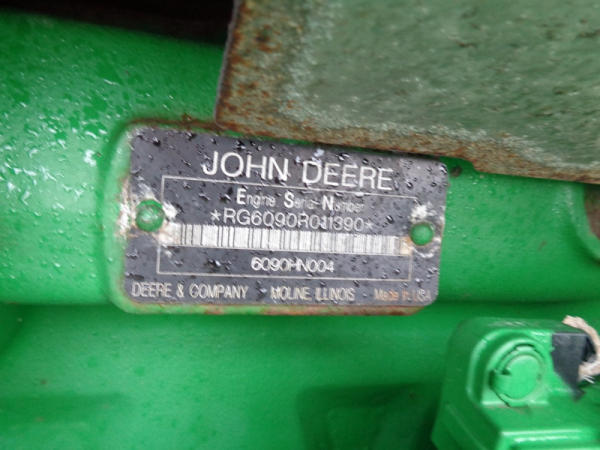 JOHN DEERE
Engine Serial Number
*RG6090R011390*
6090HN004
DEERE & COMPANY - MOLINE, ILLINOIS - Made in USA